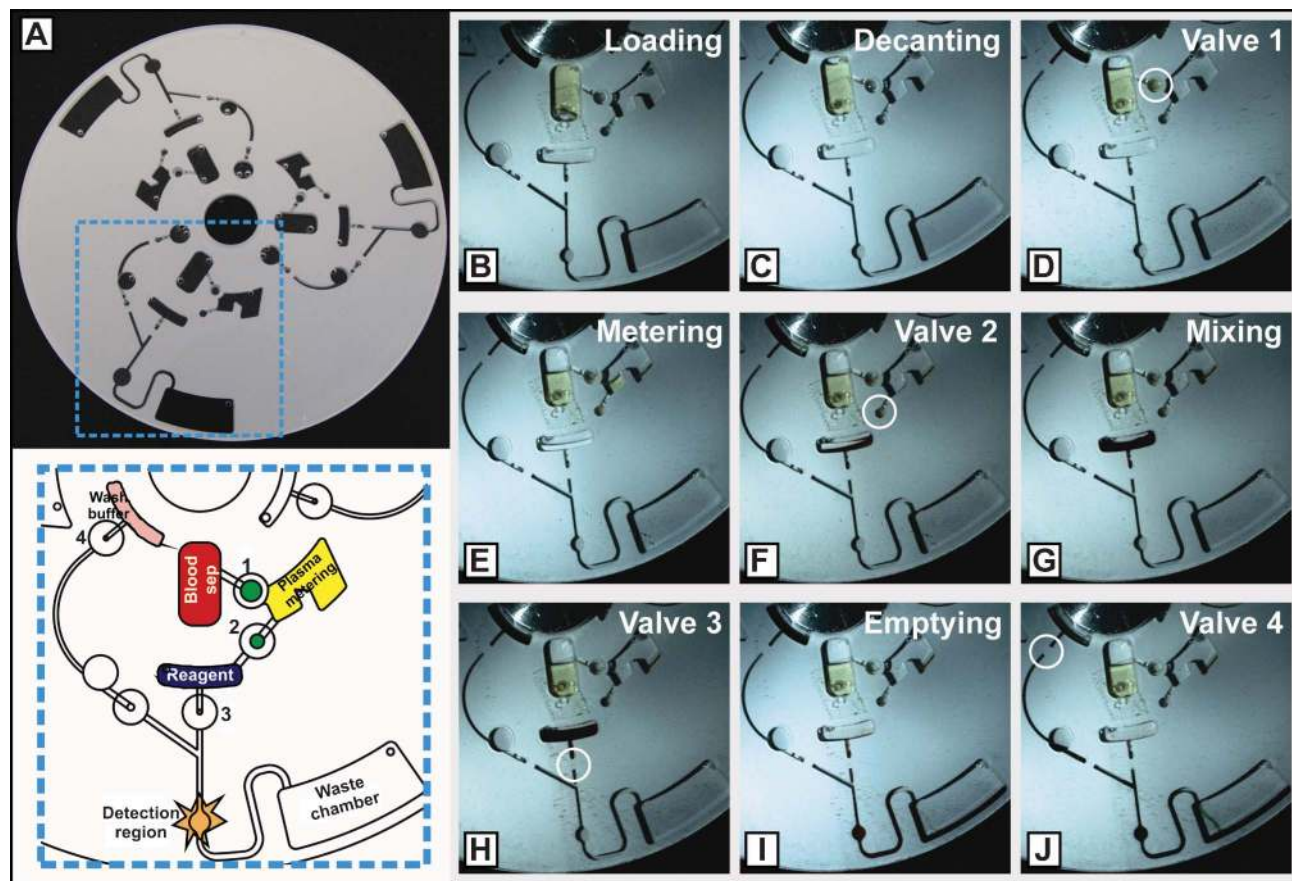 A
Wash
buffer
4
Blood
sep
1
Plasma
metering
2
Reagent
3
Detection
region
Waste
chamber
Loading
B
Decanting
C
Valve 1
D
Metering
E
Valve 2
F
Mixing
G
Valve 3
H
Emptying
I
Valve 4
J